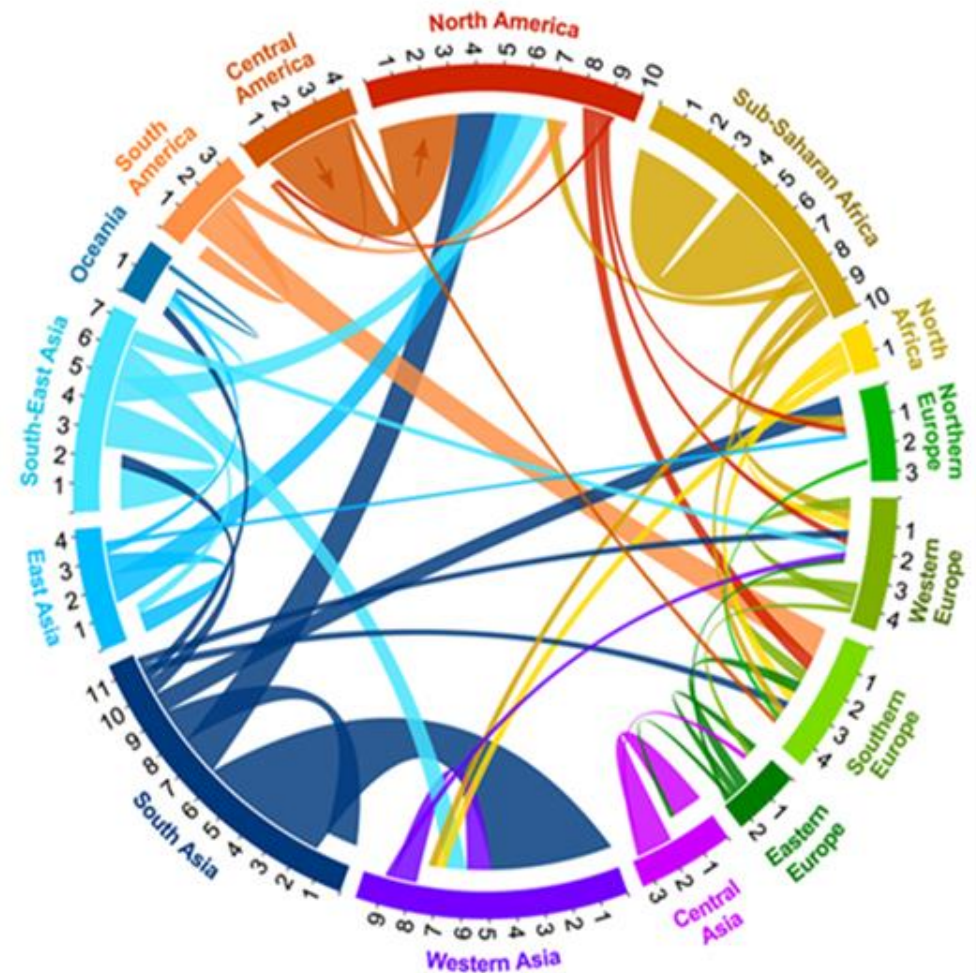 North America
1 2 3 4 5 6 7 8 9 10
Sub-Saharan Africa
1 2 3 4 5 6 7 8 9 10
North
Africa
1
Northern
Europe
1 2 3
Western
Europe
1 2 3 4
Southern
Europe
1 2 3 4
Eastern
Europe
1 2
Central
Asia
1 2 3
Western Asia
1 2 3 4 5 6 7 8 9
South Asia
1 2 3 4 5 6 7 8 9 10 11
East Asia
1 2 3 4
South-East Asia
1 2 3 4 5 6 7
Oceania
1
South
America
1 2 3
Central
America
1 2 3 4